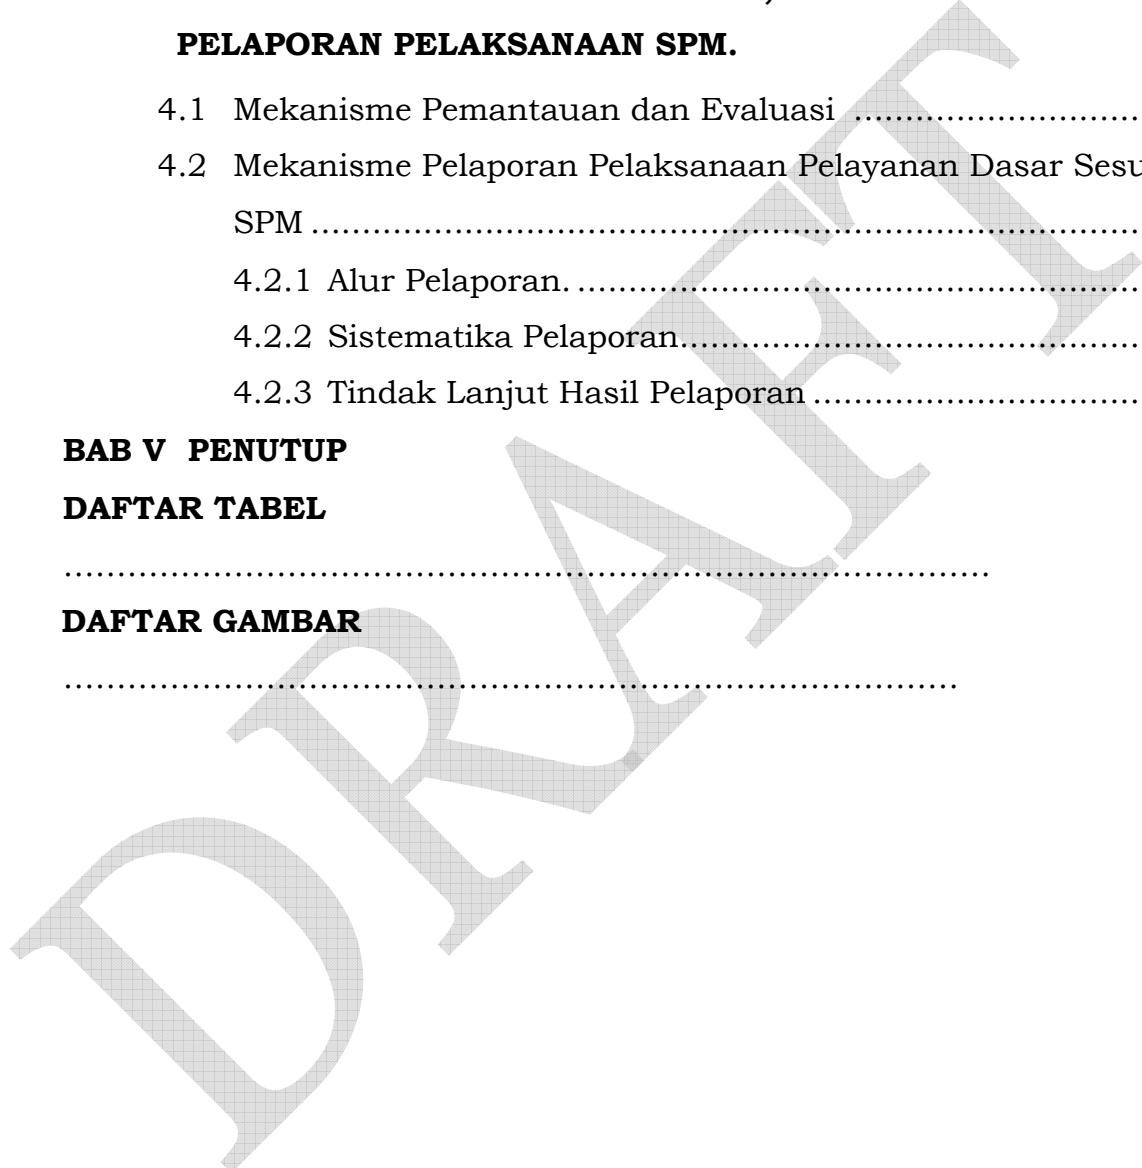 PELAPORAN PELAKSANAAN SPM.
4.1 Mekanisme Pemantauan dan Evaluasi ............................
4.2 Mekanisme Pelaporan Pelaksanaan Pelayanan Dasar Sesu
SPM ................................................................................
4.2.1 Alur Pelaporan. ......................................................
4.2.2 Sistematika Pelaporan............................................
4.2.3 Tindak Lanjut Hasil Pelaporan ................................
BAB V PENUTUP
DAFTAR TABEL
.......................................................................................
DAFTAR GAMBAR
....................................................................................
DRAFT